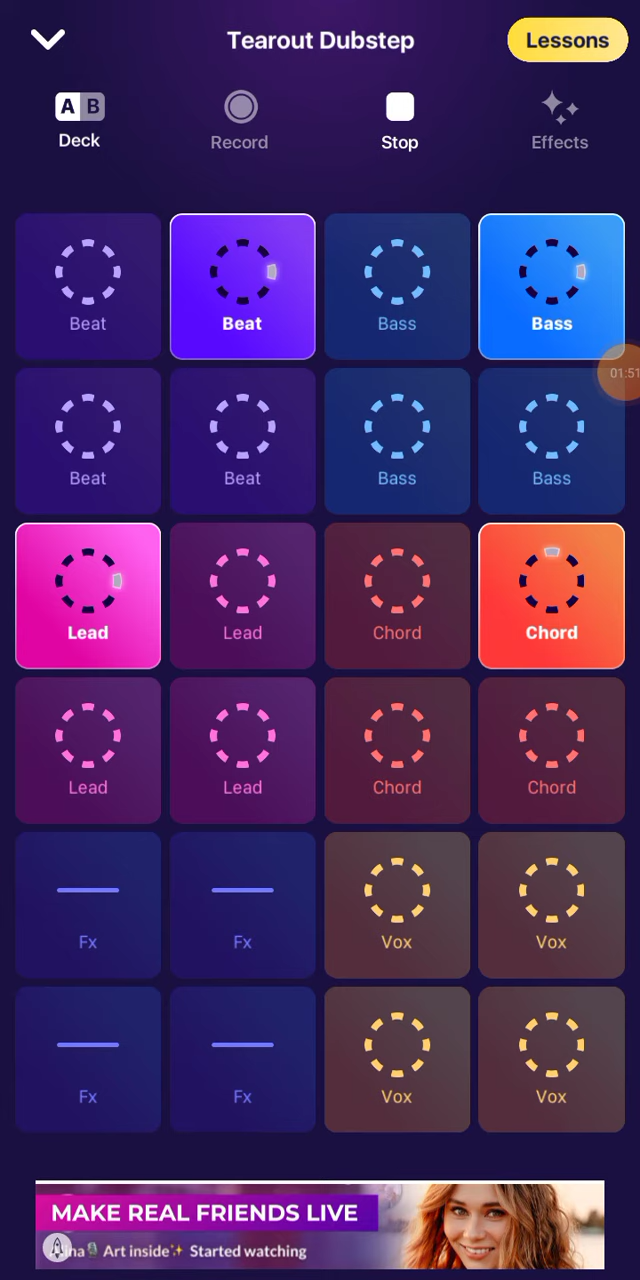 Tearout Dubstep
Lessons
A B
Deck
Record
Stop
Effects
Beat
Beat
Bass
Bass
01:51
Beat
Beat
Bass
Bass
Lead
Lead
Chord
Chord
Lead
Lead
Chord
Chord
Fx
Fx
Vox
Vox
Fx
Fx
Vox
Vox
MAKE REAL FRIENDS LIVE
Art inside✨ Started watching